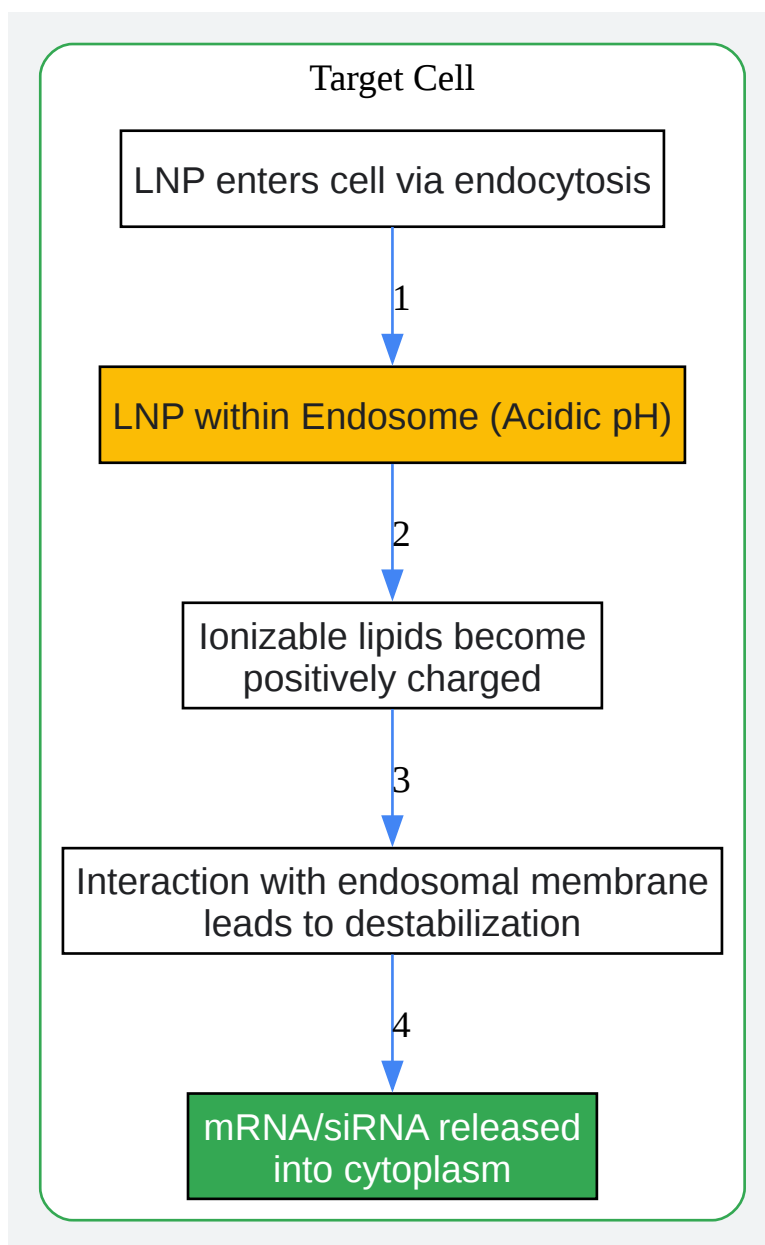 Target Cell
LNP enters cell via endocytosis
1
LNP within Endosome (Acidic pH)
2
Ionizable lipids become
positively charged
3
Interaction with endosomal membrane
leads to destabilization
4
mRNA/siRNA released
into cytoplasm